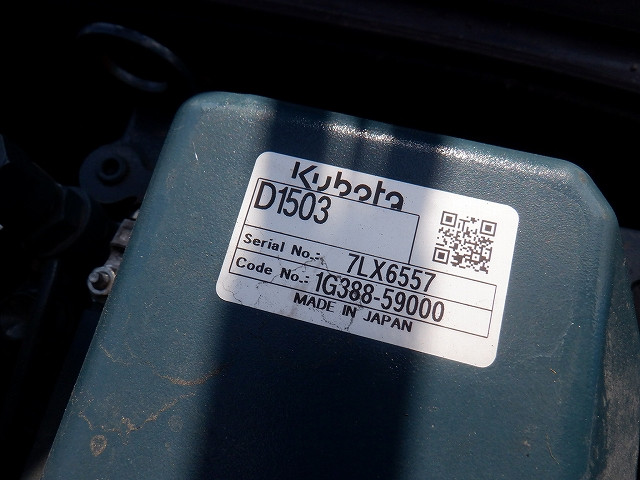 Kubota
D1503
Serial No.: 7LX6557
Code No.: 1G388-59000
MADE IN JAPAN